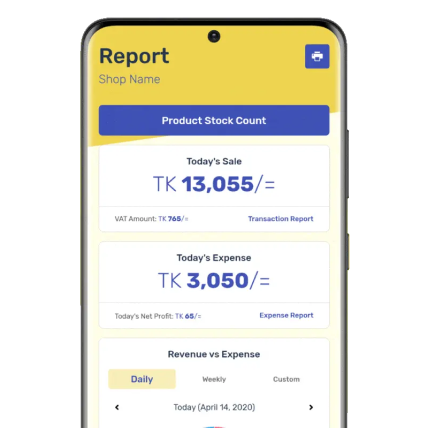 Report
Shop Name
Product Stock Count
Today's Sale
TK 13,055/=
VAT Amount: TK 765/= Transaction Report
Today's Expense
TK 3,050/=
Today's Net Profit: TK 65/= Expense Report
Revenue vs Expense
Daily Weekly Custom
Today (April 14, 2020)